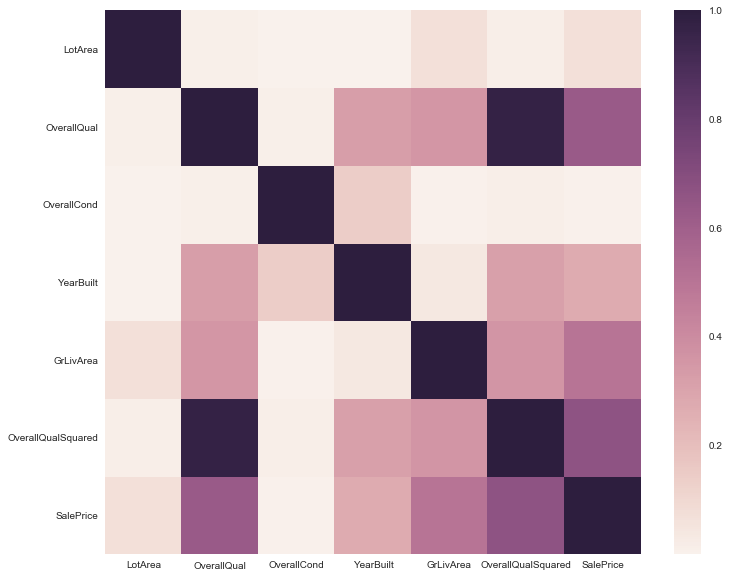 LotArea
OverallQual
OverallCond
YearBuilt
GrLivArea
OverallQualSquared
SalePrice
LotArea OverallQual OverallCond YearBuilt GrLivArea OverallQualSquared SalePrice
1.0
0.8
0.6
0.4
0.2